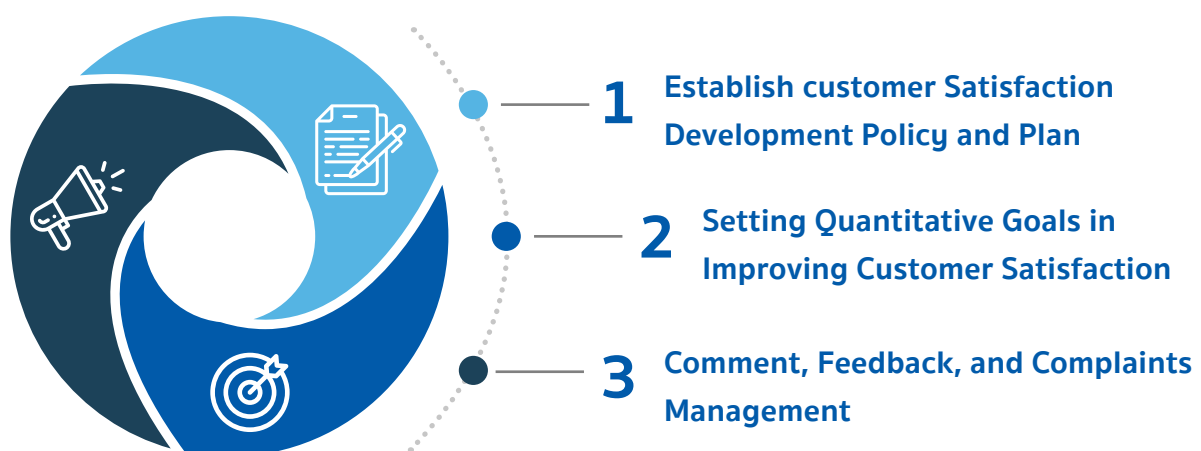 1
Establish customer Satisfaction
Development Policy and Plan
2
Setting Quantitative Goals in
Improving Customer Satisfaction
3
Comment, Feedback, and Complaints
Management